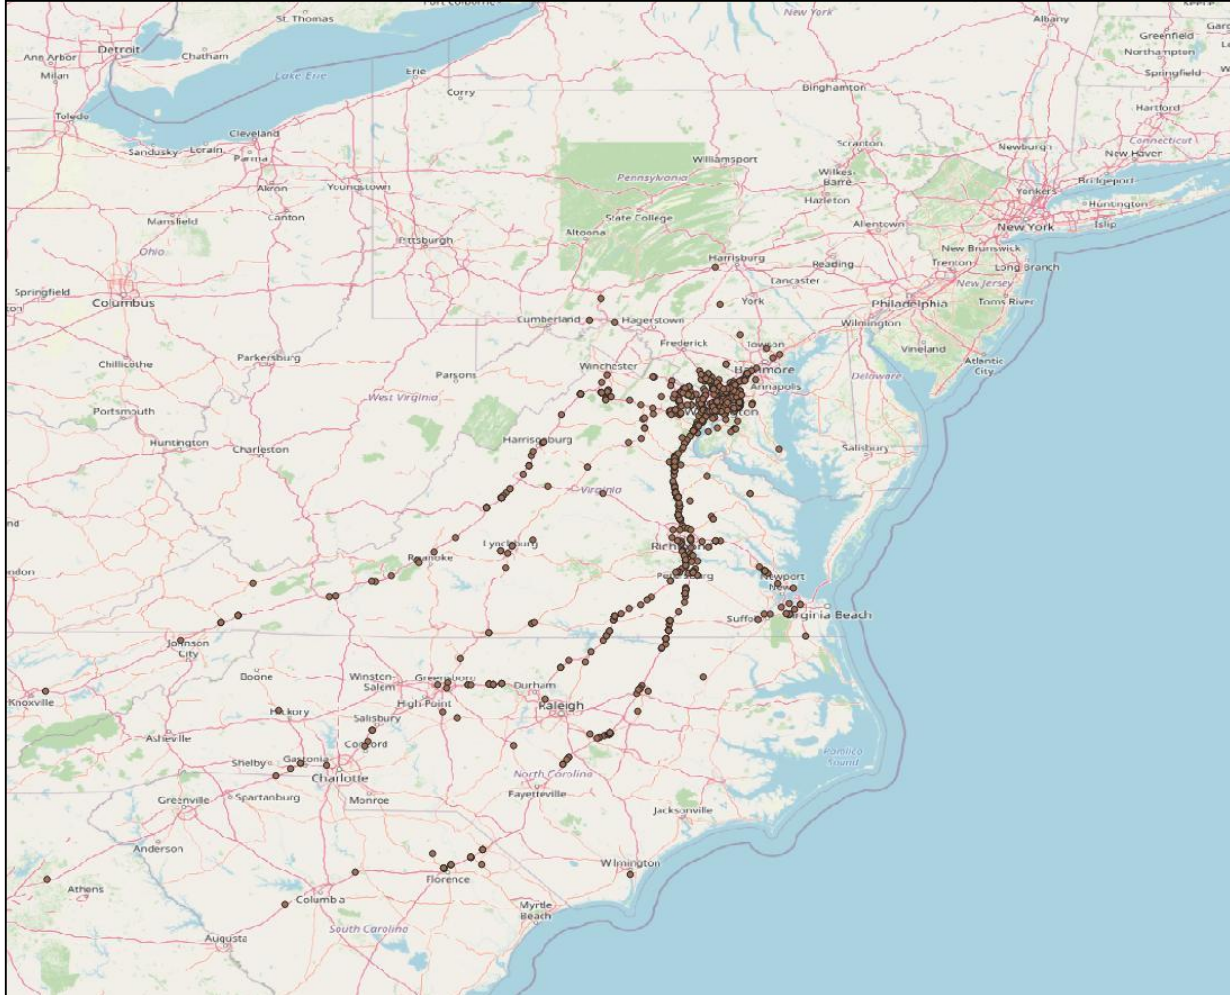 St. Thomas
New York
Albany
Greenfield
Detroit
Ann Arbor
Chatham
Northampton
Milan
Lake Erie
Erie
Springfield
Corry
Binghamton
Toledo
Hartford
Cleveland
Scranton
Newburgh
Connecticut
Sandusky
Lorain
Parma
Williamsport
New Haven
Wilkes-
Barre
Bridgeport
Akron
Youngstown
Pennsylvania
Yonkers
Huntington
Canton
Hazleton
Mansfield
State College
Allentown
New York
Islip
Ohio
Pittsburgh
Altoona
New Brunswick
Harrisburg
Reading
Trenton
Long Branch
Springfield
Lancaster
New Jersey
Columbus
York
Philadelphia
Toms River
Cumberland
Hagerstown
Wilmington
Frederick
Towson
Vineland
Chillicothe
Parkersburg
Winchester
Atlantic
City
Parsons
Annapolis
Delaware
West Virginia
Portsmouth
Huntington
Harrisonburg
Charleston
Salisbury
Virginia
Lynchburg
Roanoke
Newport
Johnson
City
Boone
Winston-
Salem
Greensboro
Durham
Knoxville
High Point
Raleigh
Hickory
Salisbury
Asheville
Concord
Pamlico
Sound
Shelby
Gastonia
Charlotte
North Carolina
Greenville
Spartanburg
Monroe
Fayetteville
Jacksonville
Anderson
Wilmington
Athens
Florence
Columbia
Myrtle
Beach
South Carolina
Augusta